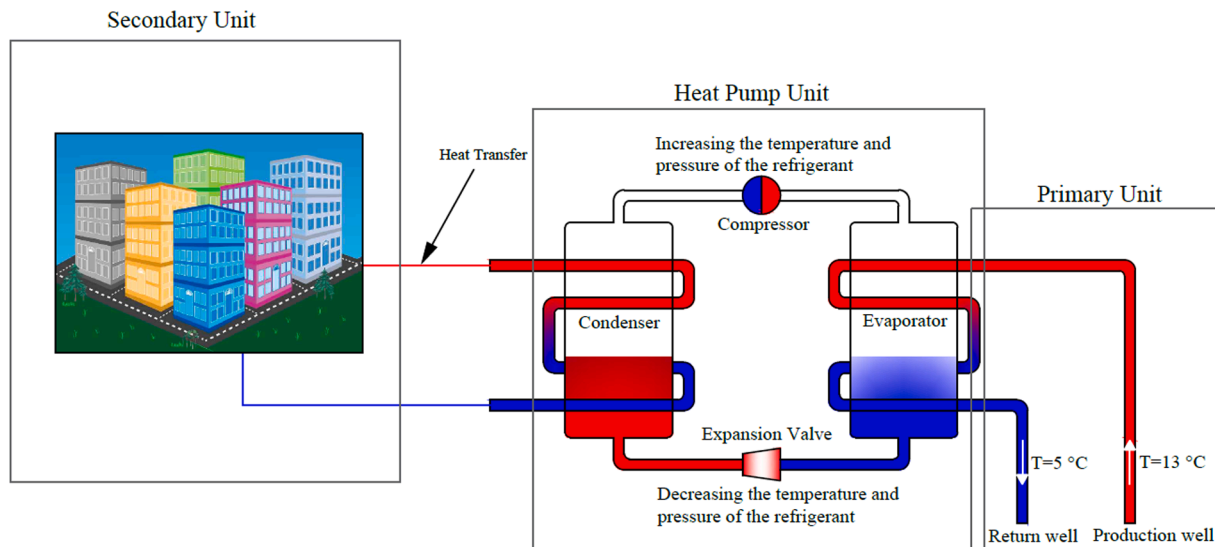 Secondary Unit
Heat Pump Unit
Increasing the temperature and
pressure of the refrigerant
Heat Transfer
Primary Unit
Compressor
Condenser
Evaporator
Expansion Valve
T=5 °C
T=13 °C
Decreasing the temperature and
pressure of the refrigerant
Return well
Production well